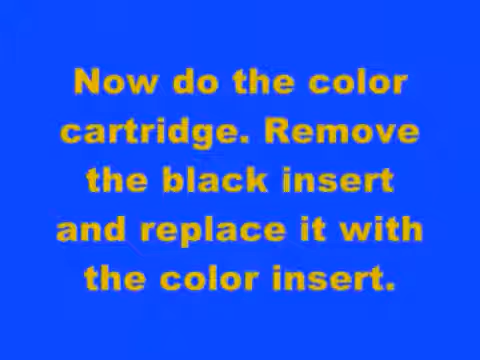 Now do the color
cartridge. Remove
the black insert
and replace it with
the color insert.